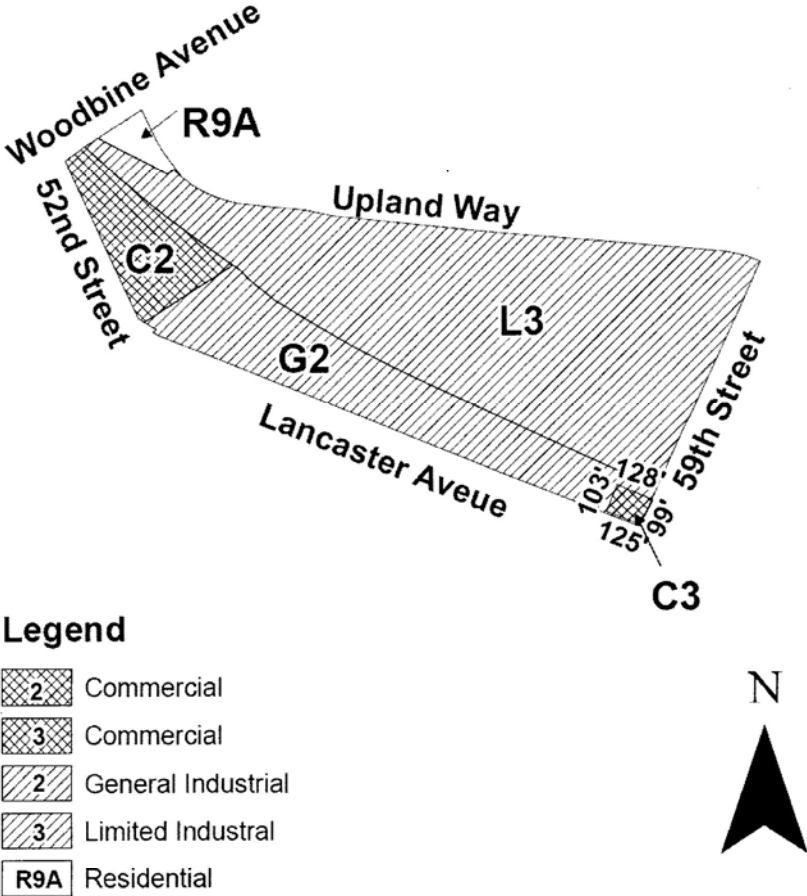 Woodbine Avenue
R9A
Upland Way
52nd Street
C2
L3
G2
59th Street
Lancaster Aveue
128'
103'
99'
125'
C3
Legend
2 Commercial
3 Commercial
2 General Industrial
3 Limited Industral
R9A Residential
N